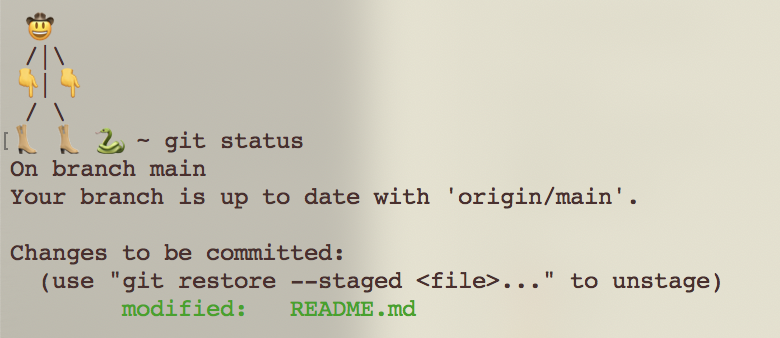 🤠
/|\
👇|👇
/ \
[👢 👢 🐍 ~ git status
On branch main
Your branch is up to date with 'origin/main'.
Changes to be committed:
(use "git restore --staged <file>..." to unstage)
modified: README.md